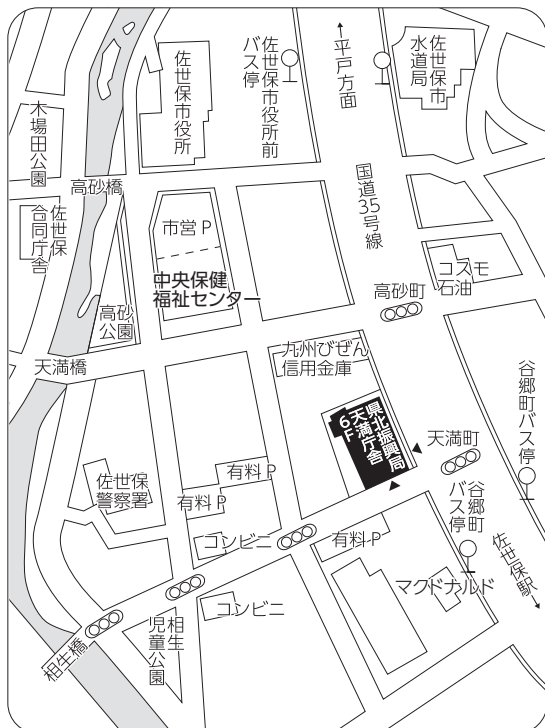 佐世保市役所
佐世保市役所前
バス停
↑平戸方面
佐世保市
水道局
木場田公園
高砂橋
国道35号線
佐世保
合同庁舎
市営P
中央保健
福祉センター
コスモ
石油
高砂町
高砂
公園
九州ひぜん
信用金庫
天満橋
県北振興局
天満庁舎
6F
谷郷町バス停
天満町
有料P
佐世保
警察署
有料P
谷郷町
バス停
コンビニ
有料P
佐世保駅→
マクドナルド
コンビニ
相生
児童公園
相生橋